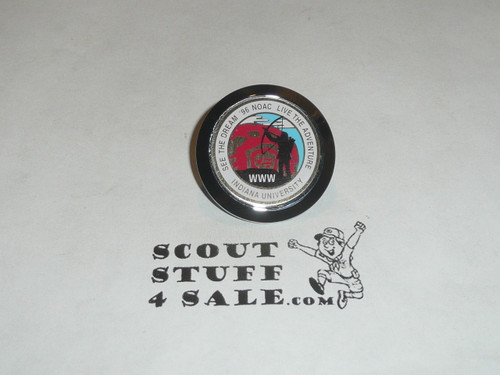 SEE THE DREAM '96 NOAC LIVE THE ADVENTURE
WWW
INDIANA UNIVERSITY
SCOUT
STUFF
4 SALE.COM